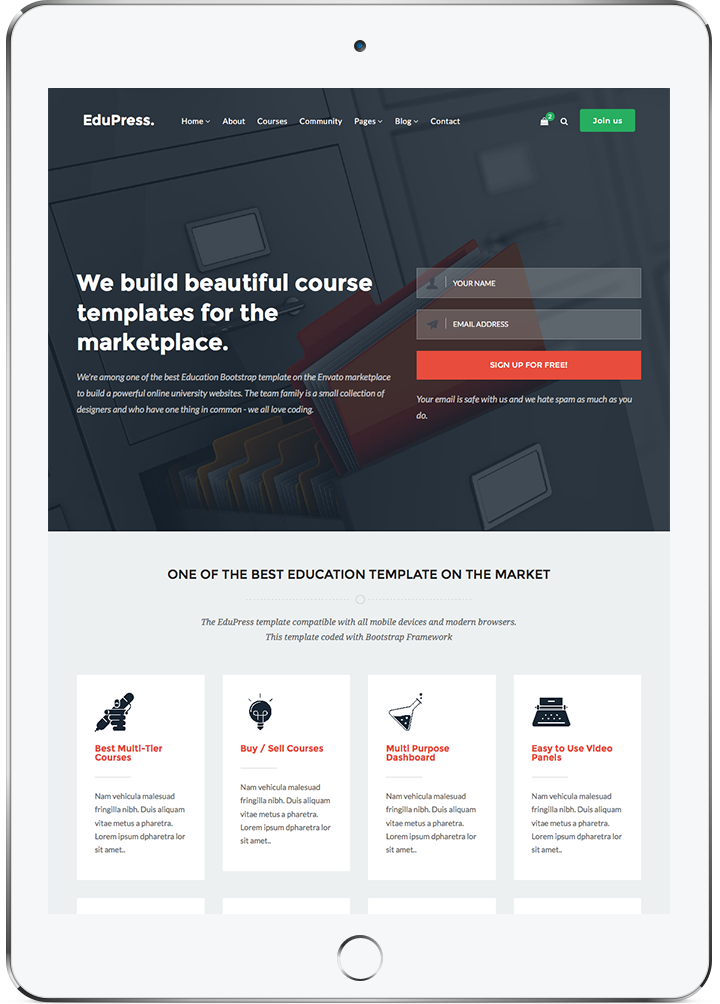 EduPress.
Home About Courses Community Pages Blog Contact
2
Join us
We build beautiful course
templates for the
marketplace.
We're among one of the best Education Bootstrap template on the Envato marketplace
to build a powerful online university websites. The team family is a small collection of
designers and who have one thing in common - we all love coding.
YOUR NAME
EMAIL ADDRESS
SIGN UP FOR FREE!
Your email is safe with us and we hate spam as much as you
do.
ONE OF THE BEST EDUCATION TEMPLATE ON THE MARKET
The EduPress template compatible with all mobile devices and modern browsers.
This template coded with Bootstrap Framework
Best Multi-Tier
Courses
Nam vehicula malesuad
fringilla nibh. Duis aliquam
vitae metus a pharetra.
Lorem ipsum dpharetra lor
sit amet..
Buy / Sell Courses
Nam vehicula malesuad
fringilla nibh. Duis aliquam
vitae metus a pharetra.
Lorem ipsum dpharetra lor
sit amet..
Multi Purpose
Dashboard
Nam vehicula malesuad
fringilla nibh. Duis aliquam
vitae metus a pharetra.
Lorem ipsum dpharetra lor
sit amet..
Easy to Use Video
Panels
Nam vehicula malesuad
fringilla nibh. Duis aliquam
vitae metus a pharetra.
Lorem ipsum dpharetra lor
sit amet..